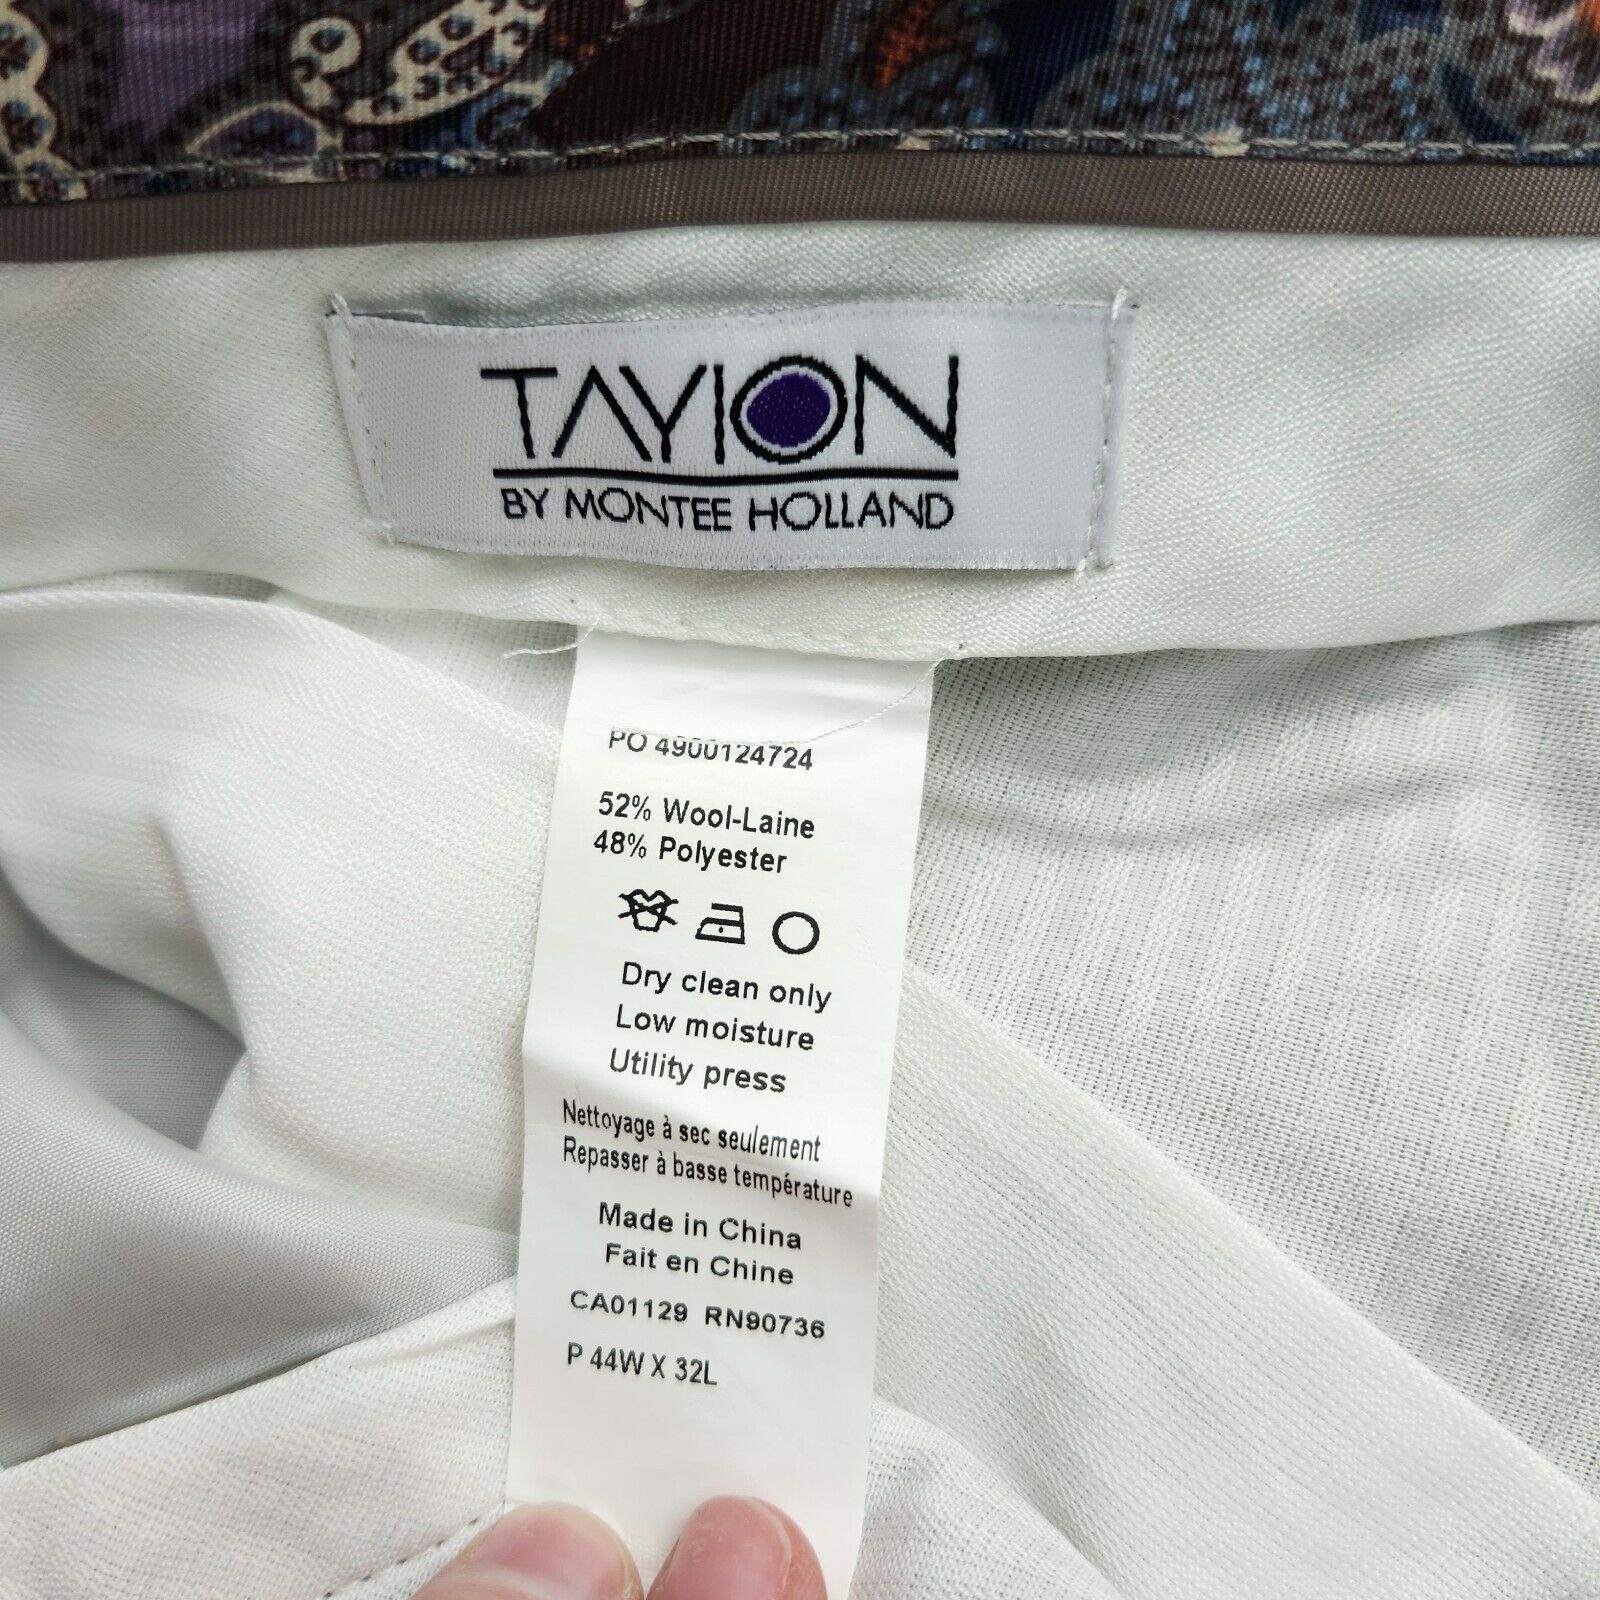 TAYION
BY MONTEE HOLLAND
PO 4900124724
52% Wool-Laine
48% Polyester
Dry clean only
Low moisture
Utility press
Nettoyage à sec seulement
Repasser à basse température
Made in China
Fait en Chine
CA01129 RN90736
P 44W X 32L